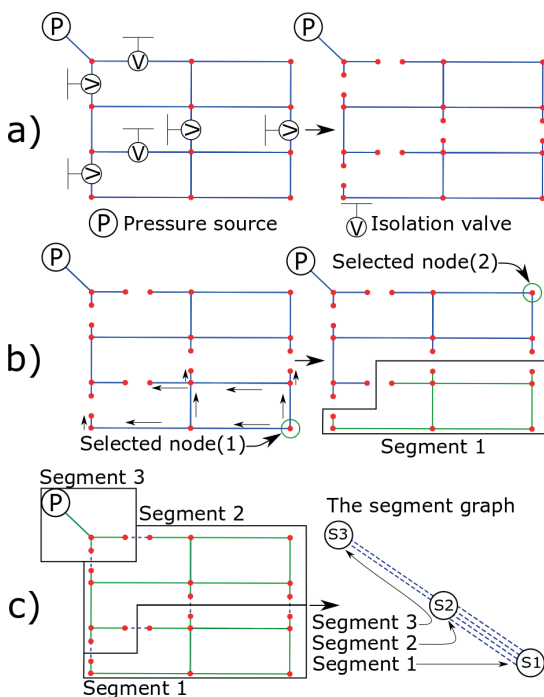 P
V
V
V
V
V
V
a)
P Pressure source
V Isolation valve
P
P
Selected node(2)
b)
Selected node(1)
Segment 1
Segment 3
P
Segment 2
The segment graph
S3
c)
S2
Segment 3
Segment 2
Segment 1
S1
Segment 1